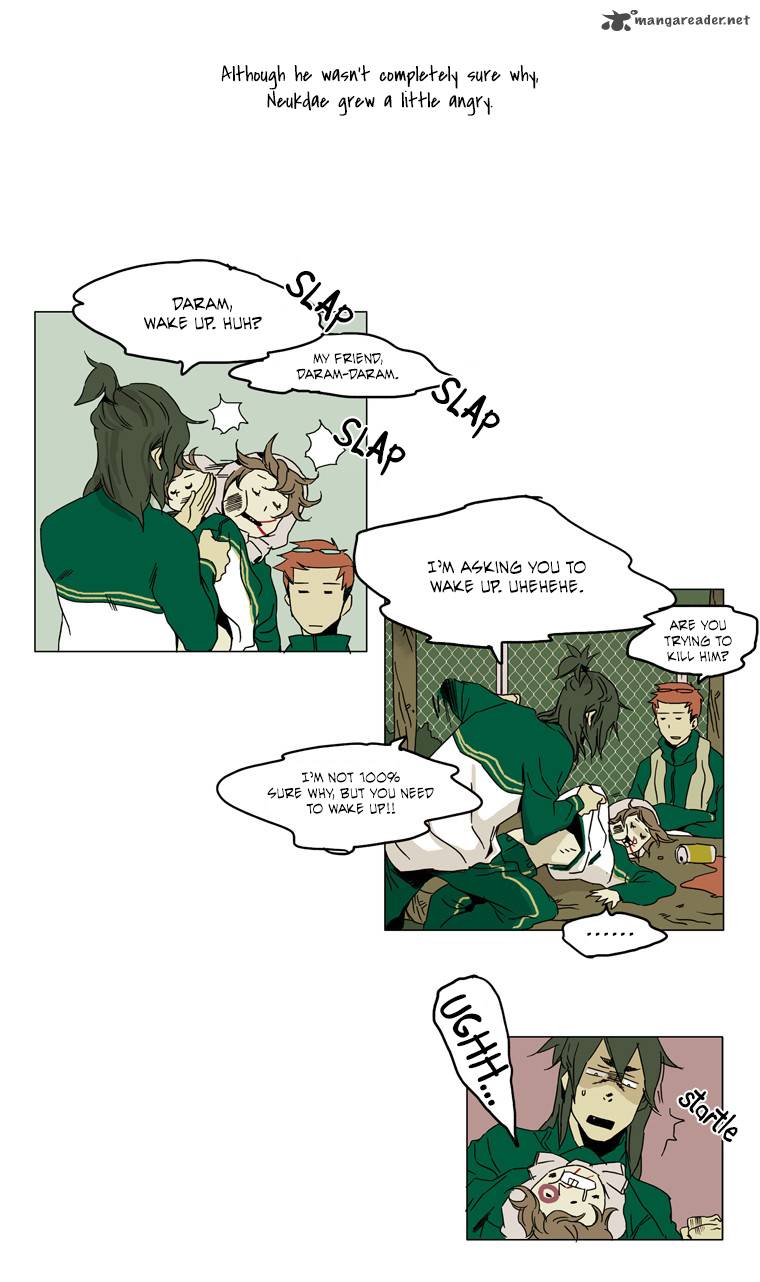 mangareader.net
Although he wasn't completely sure why,
Neukdae grew a little angry.
SLAP
DARAM,
WAKE UP. HUH?
MY FRIEND,
DARAM-DARAM.
SLAP
SLAP
I'M ASKING YOU TO
WAKE UP. UHEHEHE.
ARE YOU
TRYING TO
KILL HIM?
I'M NOT 100%
SURE WHY, BUT YOU NEED
TO WAKE UP!!
......
UGHH...
startle